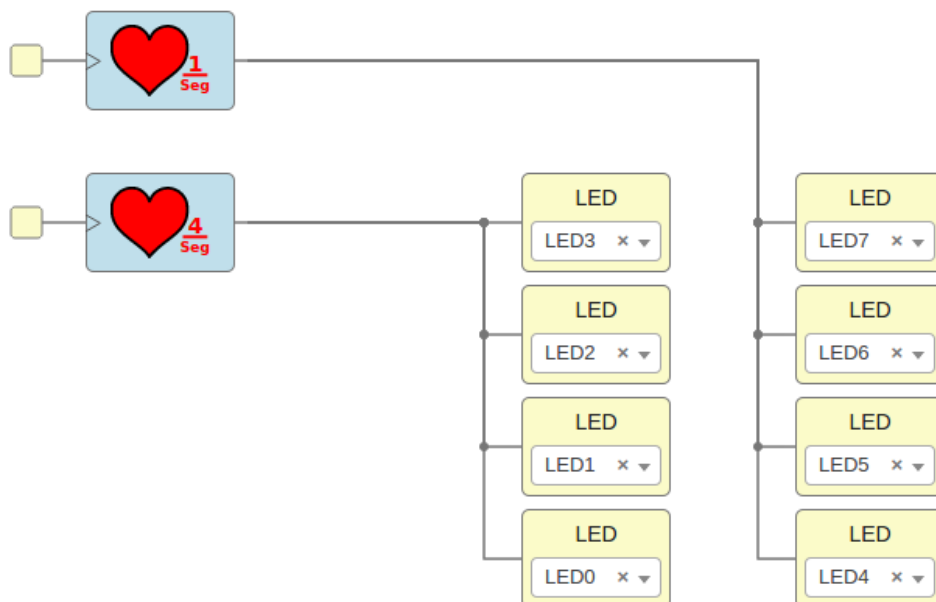 1
Seg
4
Seg
LED
LED3 ×
LED
LED2 ×
LED
LED1 ×
LED
LED0 ×
LED
LED7 ×
LED
LED6 ×
LED
LED5 ×
LED
LED4 ×